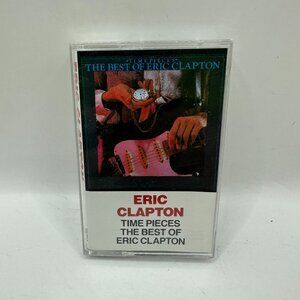 "TIME PIECES"
THE BEST OF ERIC CLAPTON
ERIC
CLAPTON
TIME PIECES
THE BEST OF
ERIC CLAPTON